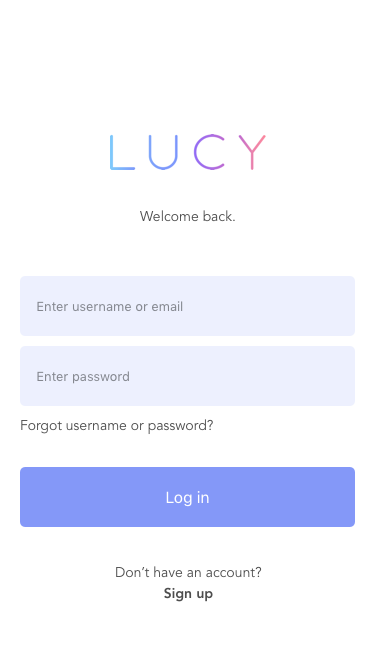 LUCY
Welcome back.
Enter username or email
Enter password
Forgot username or password?
Log in
Don’t have an account?
Sign up